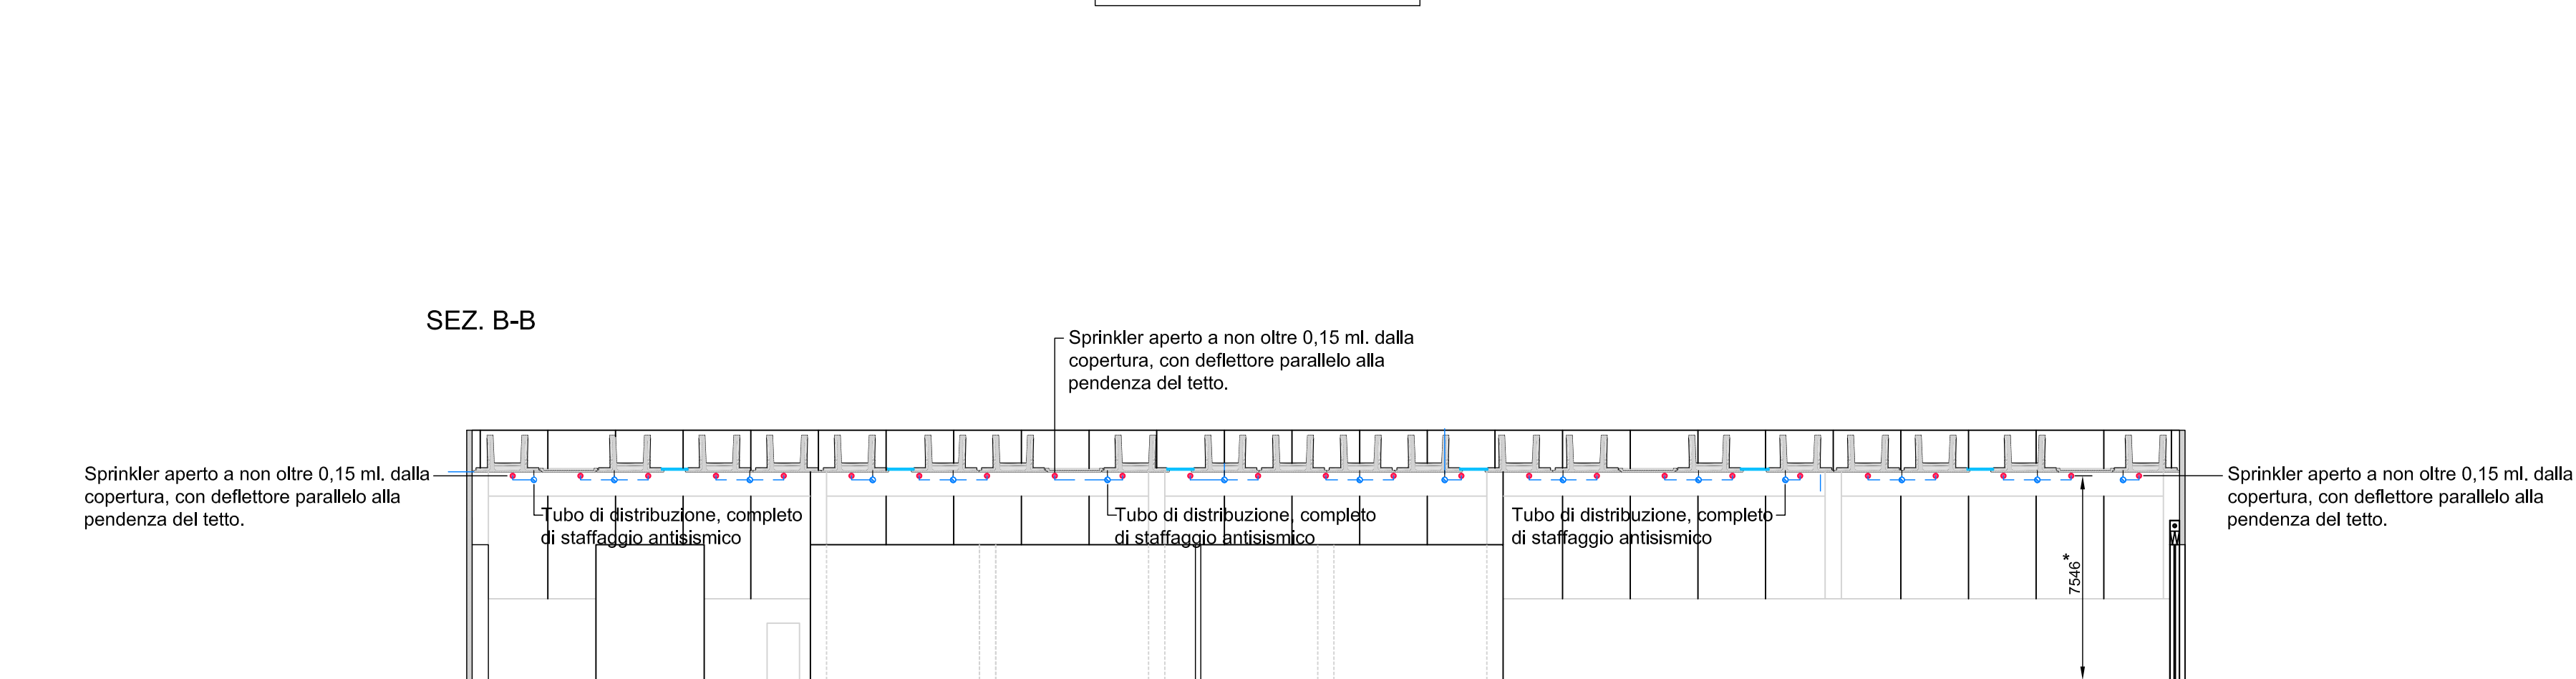 SEZ. B-B
Sprinkler aperto a non oltre 0,15 ml. dalla
copertura, con deflettore parallelo alla
pendenza del tetto.
Sprinkler aperto a non oltre 0,15 ml. dalla
copertura, con deflettore parallelo alla
pendenza del tetto.
Sprinkler aperto a non oltre 0,15 ml. dalla
copertura, con deflettore parallelo alla
pendenza del tetto.
Tubo di distribuzione, completo
di staffaggio antisismico
Tubo di distribuzione, completo
di staffaggio antisismico
Tubo di distribuzione, completo
di staffaggio antisismico
7546*